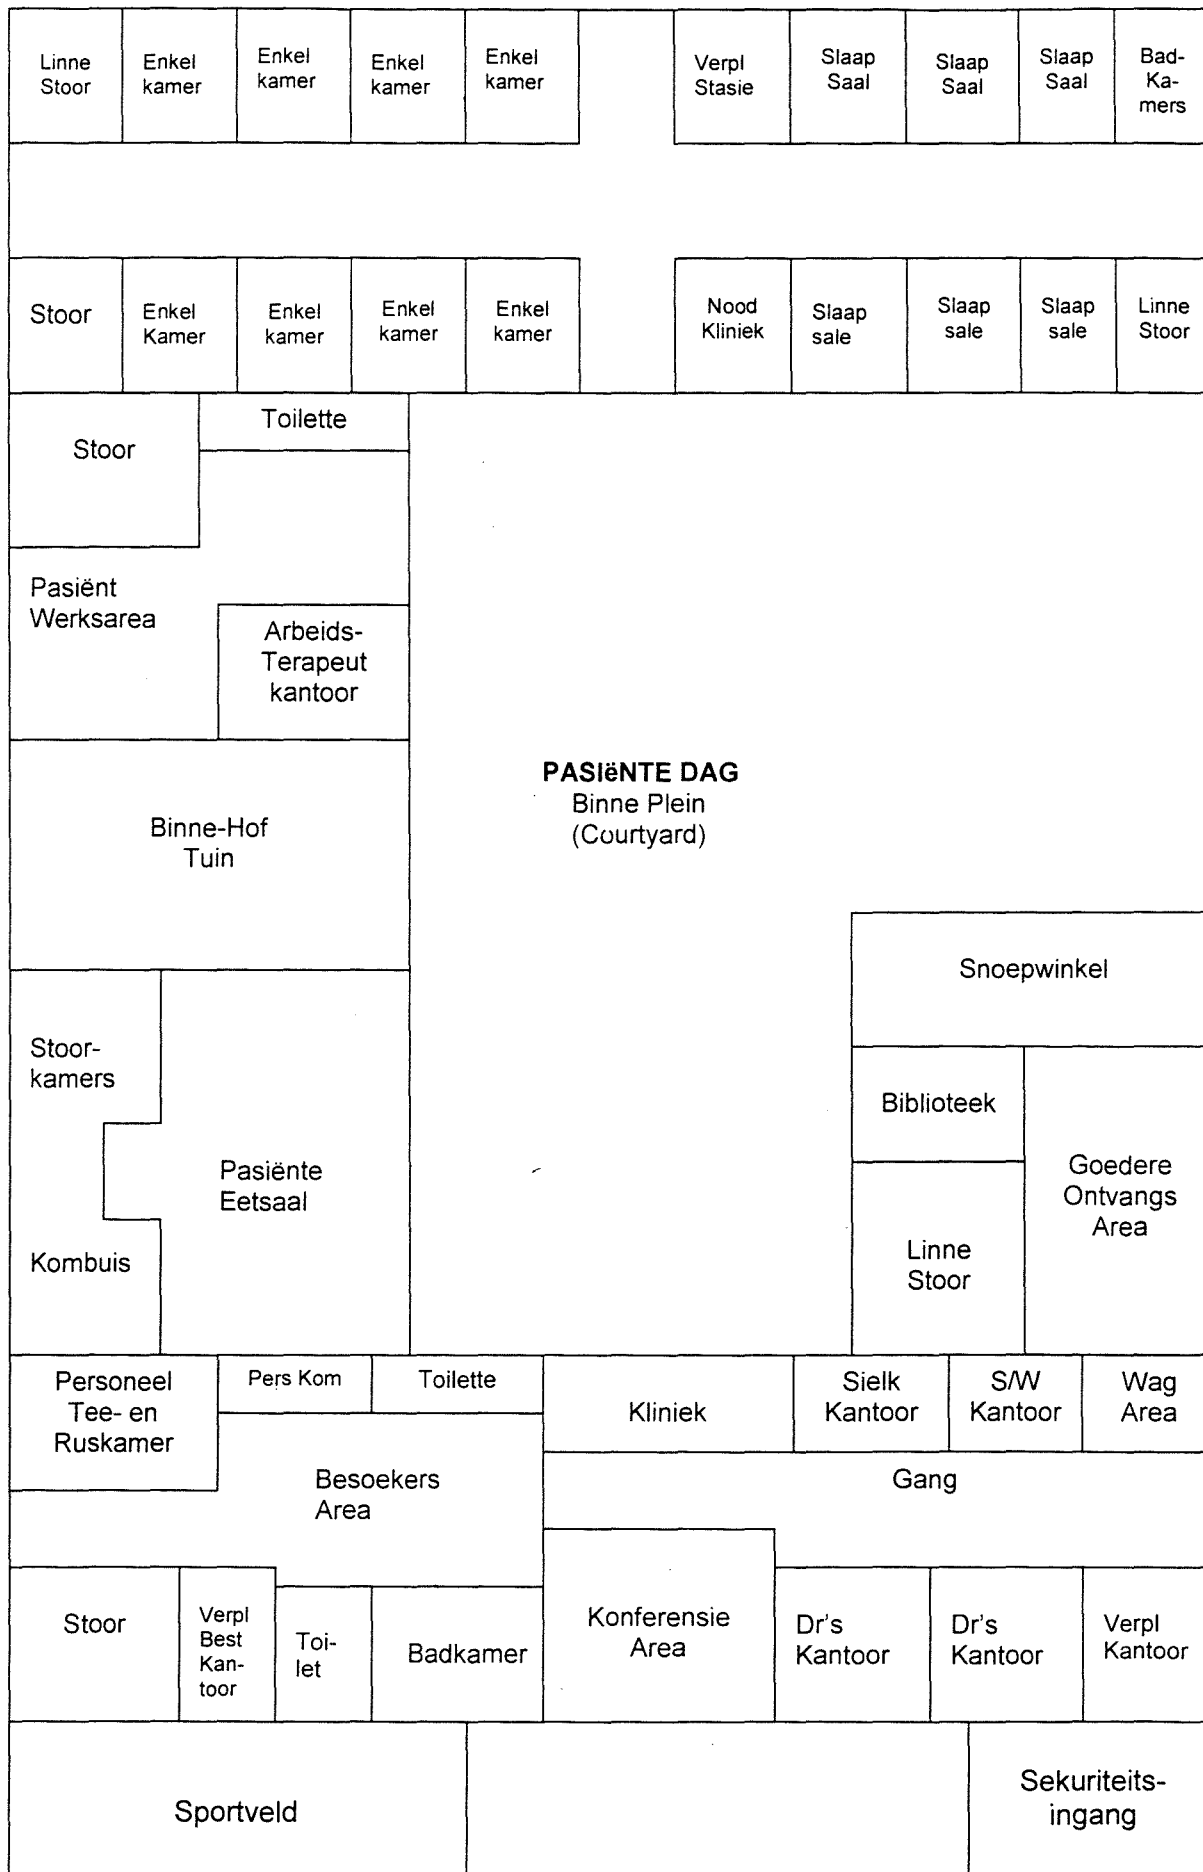 Linne
Stoor
Enkel
kamer
Enkel
kamer
Enkel
kamer
Enkel
kamer
Verpl
Stasie
Slaap
Saal
Slaap
Saal
Slaap
Saal
Bad-
Ka-
mers
Stoor
Enkel
Kamer
Enkel
kamer
Enkel
kamer
Enkel
kamer
Nood
Kliniek
Slaap
sale
Slaap
sale
Slaap
sale
Linne
Stoor
Stoor
Toilette
Pasiënt
Werksarea
Arbeids-
Terapeut
kantoor
Binne-Hof
Tuin
PASIëNTE DAG
Binne Plein
(Courtyard)
Snoepwinkel
Stoor-
kamers
Biblioteek
Pasiënte
Eetsaal
Goedere
Ontvangs
Area
Kombuis
Linne
Stoor
Personeel
Tee- en
Ruskamer
Pers Kom
Toilette
Kliniek
Sielk
Kantoor
S/W
Kantoor
Wag
Area
Besoekers
Area
Gang
Stoor
Verpl
Best
Kan-
toor
Toi-
let
Badkamer
Konferensie
Area
Dr's
Kantoor
Dr's
Kantoor
Verpl
Kantoor
Sportveld
Sekuriteits-
ingang